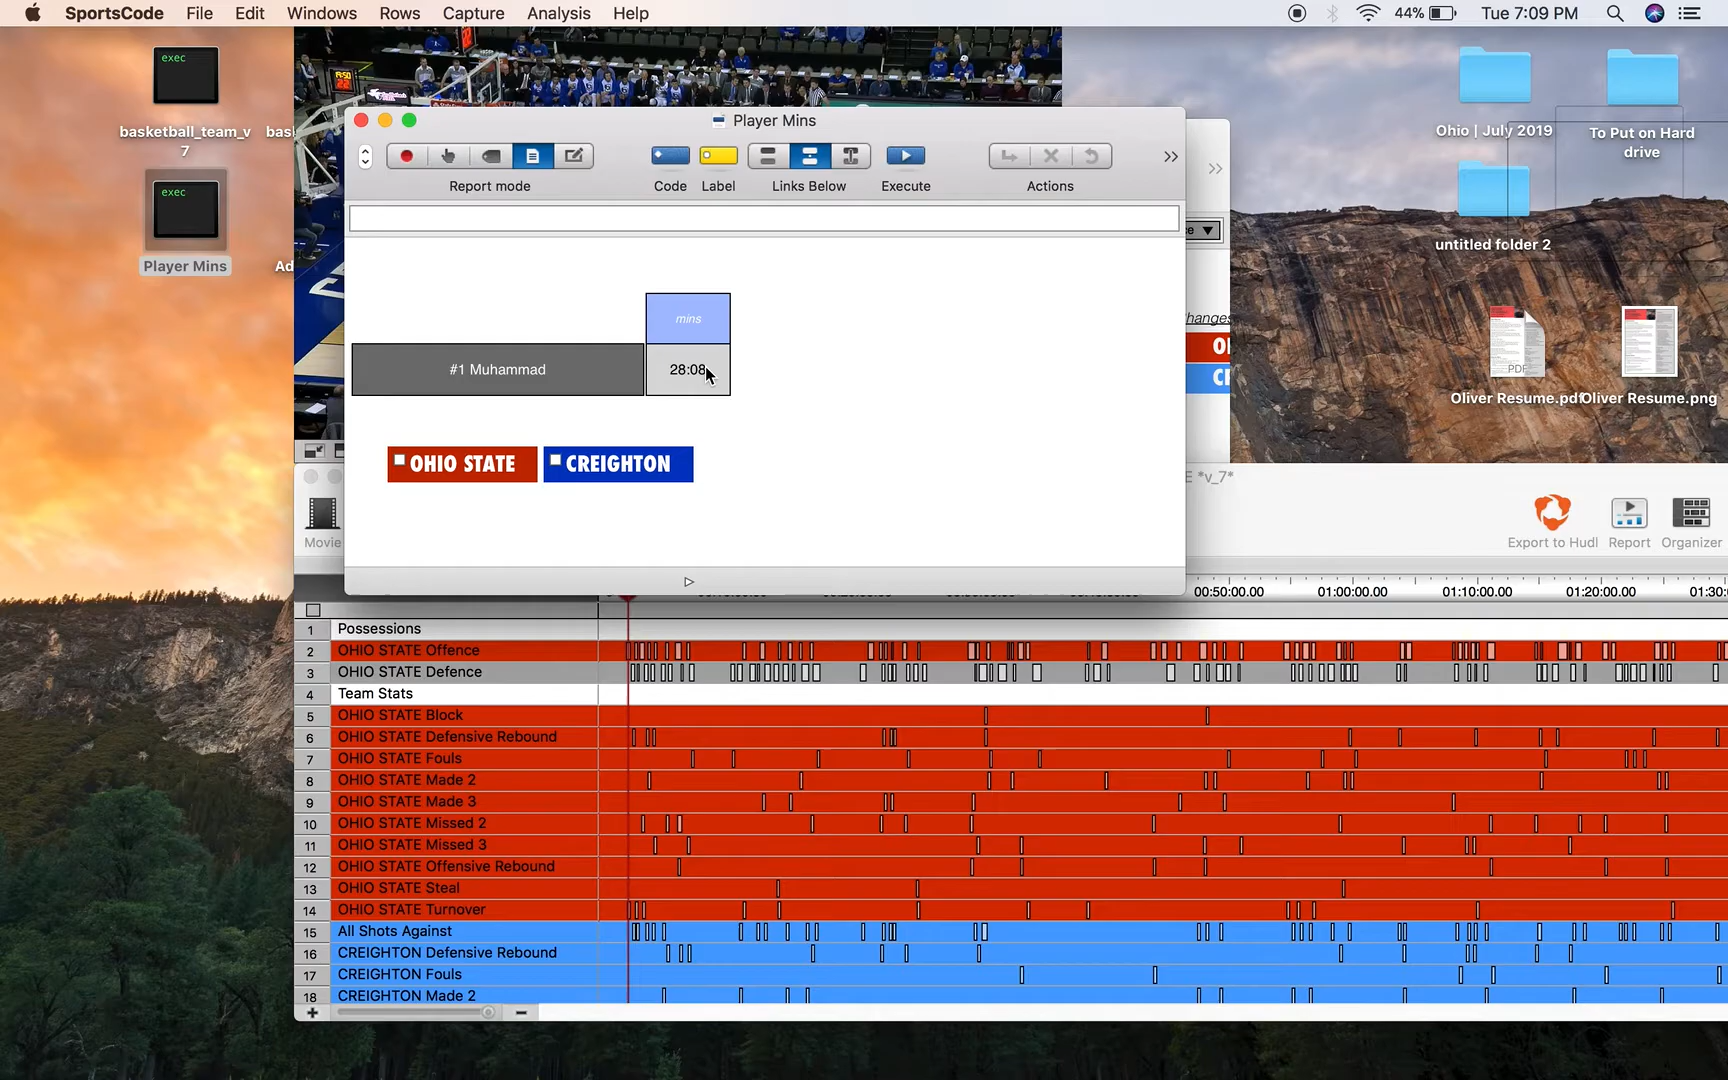 SportsCode File Edit Windows Rows Capture Analysis Help 44% Tue 7:09 PM
exec
basketball_team_v
7
exec
Player Mins
Player Mins
Report mode Code Label Links Below Execute Actions
mins
#1 Muhammad 28:08
OHIO STATE CREIGHTON
Ohio | July 2019
To Put on Hard
drive
untitled folder 2
PDF
Oliver Resume.pdf
Oliver Resume.png
E *v_7*
Movie Export to Hudl Report Organizer
00:50:00.00 01:00:00.00 01:10:00.00 01:20:00.00 01:30:
1 Possessions
2 OHIO STATE Offence
3 OHIO STATE Defence
4 Team Stats
5 OHIO STATE Block
6 OHIO STATE Defensive Rebound
7 OHIO STATE Fouls
8 OHIO STATE Made 2
9 OHIO STATE Made 3
10 OHIO STATE Missed 2
11 OHIO STATE Missed 3
12 OHIO STATE Offensive Rebound
13 OHIO STATE Steal
14 OHIO STATE Turnover
15 All Shots Against
16 CREIGHTON Defensive Rebound
17 CREIGHTON Fouls
18 CREIGHTON Made 2